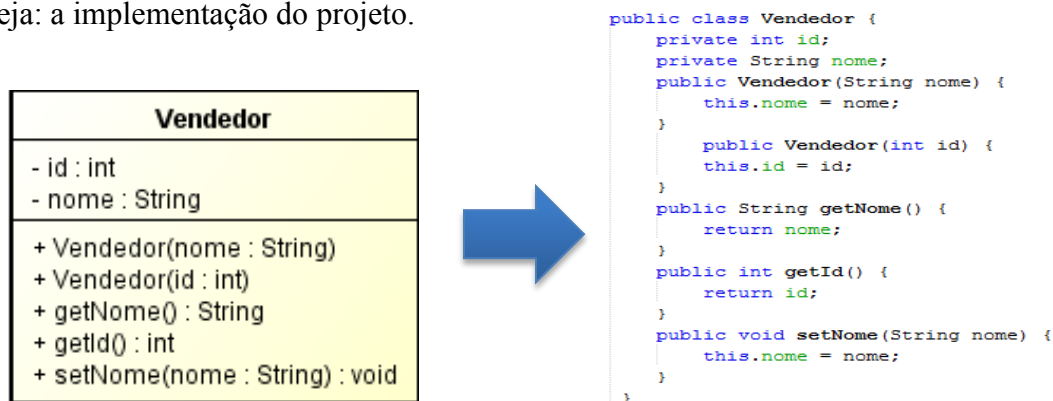 eja: a implementação do projeto.
Vendedor
- id : int
- nome : String
+ Vendedor(nome : String)
+ Vendedor(id : int)
+ getNome() : String
+ getId() : int
+ setNome(nome : String) : void
public class Vendedor {
private int id;
private String nome;
public Vendedor(String nome) {
this.nome = nome;
}
public Vendedor(int id) {
this.id = id;
}
public String getNome() {
return nome;
}
public int getId() {
return id;
}
public void setNome(String nome) {
this.nome = nome;
}
}